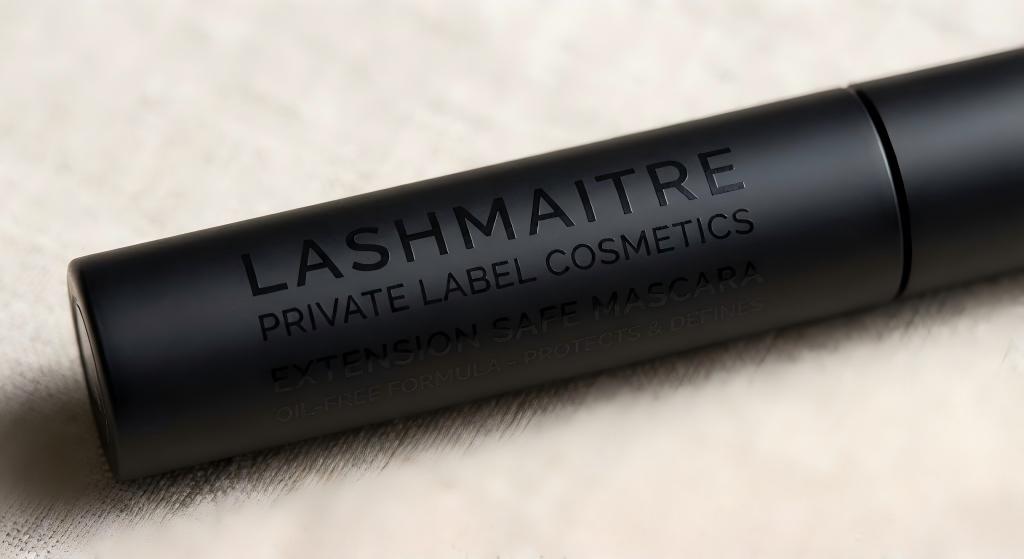 LASHMAITRE
PRIVATE LABEL COSMETICS
EXTENSION SAFE MASCARA
OIL-FREE FORMULA – PROTECTS & DEFINES